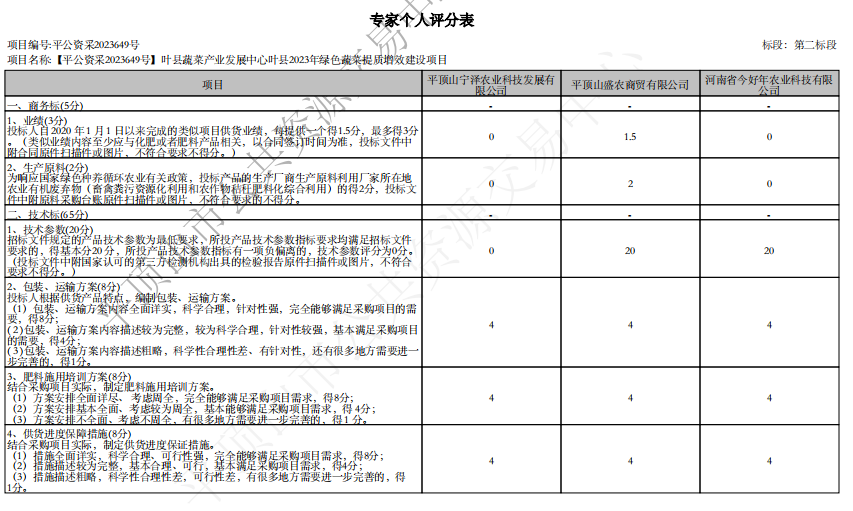 专家个人评分表
项目编号:平公资采2023649号
标段：第二标段
项目名称:【平公资采2023649号】叶县蔬菜产业发展中心叶县2023年绿色蔬菜提质增效建设项目
项目
平顶山宁泽农业科技发展有
限公司
平顶山盛农商贸有限公司
河南省今好年农业科技有限
公司
一、商务标(5分)
-
-
-
1、业绩(3分)
投标人自2020 年1 月1 日以来完成的类似项目供货业绩，每提供一个得1.5分，最多得3分
。（类似业绩内容至少应与化肥或者肥料产品相关，以合同签订时间为准，投标文件中
附合同原件扫描件或图片，不符合要求不得分。）
0
1.5
0
2、生产原料(2分)
为响应国家绿色种养循环农业有关政策，投标产品的生产厂商生产原料利用厂家所在地
农业有机废弃物（畜禽粪污资源化利用和农作物秸秆肥料化综合利用）的得2分，投标文
件中附原料采购台账原件扫描件或图片，不符合要求的不得分。
0
2
0
二、技术标(65分)
-
-
-
1、技术参数(20分)
招标文件规定的产品技术参数为最低要求，所投产品技术参数指标要求均满足招标文件
要求的，得基本分20 分，所投产品技术参数指标有一项负偏离的，技术参数评分为0分。
（投标文件中附国家认可的第三方检测机构出具的检验报告原件扫描件或图片，不符合
要求不得分。）
0
20
20
2、包装、运输方案(8分)
投标人根据供货产品特点，编制包装、运输方案。
（1）包装、运输方案内容全面详实，科学合理，针对性强，完全能够满足采购项目的需
要，得8分；
(2)包装、运输方案内容描述较为完整，较为科学合理，针对性较强，基本满足采购项目
的需要，得4分；
(3)包装、运输方案内容描述粗略，科学性合理性差、有针对性，还有很多地方需要进一
步完善的，得1分。
4
4
4
3、肥料施用培训方案(8分)
结合采购项目实际，制定肥料施用培训方案。
（1）方案安排全面详尽、考虑周全，完全能够满足采购项目需求，得8分；
（2）方案安排基本全面、考虑较为周全，基本能够满足采购项目需求，得 4分；
（3）方案安排不全面、考虑不周全，有很多地方需要进一步完善的，得1 分。
4
4
4
4、供货进度保障措施(8分)
结合采购项目实际，制定供货进度保证措施。
（1）措施全面详实，科学合理、可行性强，完全能够满足采购项目需求，得8分；
（2）措施描述较为完整，基本合理、可行，基本满足采购项目需求，得4分；
（3）措施描述粗略，科学性合理性差，可行性差，有很多地方需要进一步完善的，得
1分。
4
4
4
平顶山市公共资源交易中心
平顶山市公共资源交易中心